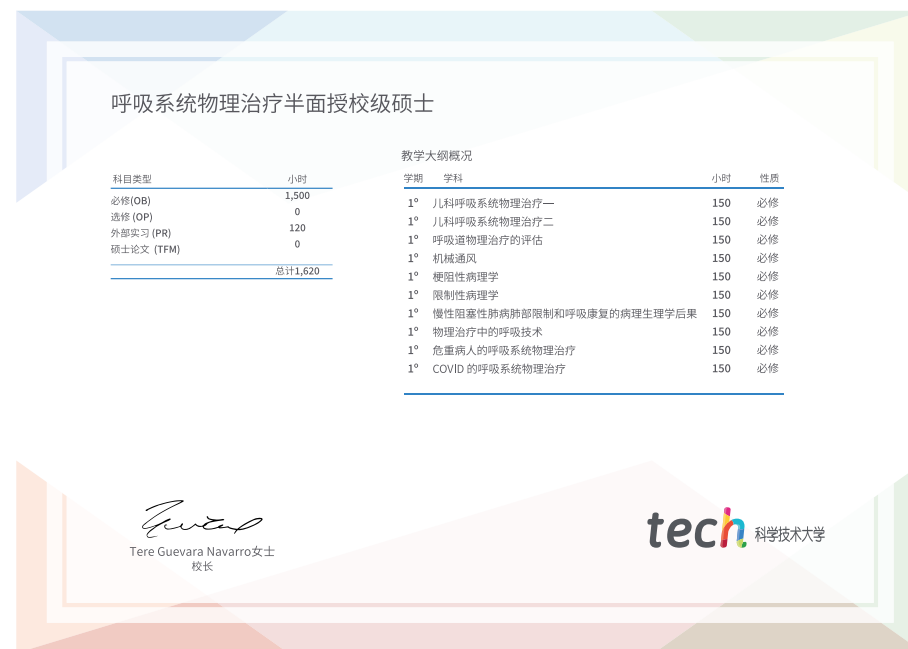 呼吸系统物理治疗半面授校级硕士
科目类型 小时
必修(OB) 1,500
选修 (OP) 0
外部实习 (PR) 120
硕士论文 (TFM) 0
总计1,620
教学大纲概况
学期 学科 小时 性质
1º 儿科呼吸系统物理治疗一 150 必修
1º 儿科呼吸系统物理治疗二 150 必修
1º 呼吸道物理治疗的评估 150 必修
1º 机械通风 150 必修
1º 梗阻性病理学 150 必修
1º 限制性病理学 150 必修
1º 慢性阻塞性肺病肺部限制和呼吸康复的病理生理学后果 150 必修
1º 物理治疗中的呼吸技术 150 必修
1º 危重病人的呼吸系统物理治疗 150 必修
1º COVID 的呼吸系统物理治疗 150 必修
Tere Guevara Navarro女士
校长
tech 科学技术大学